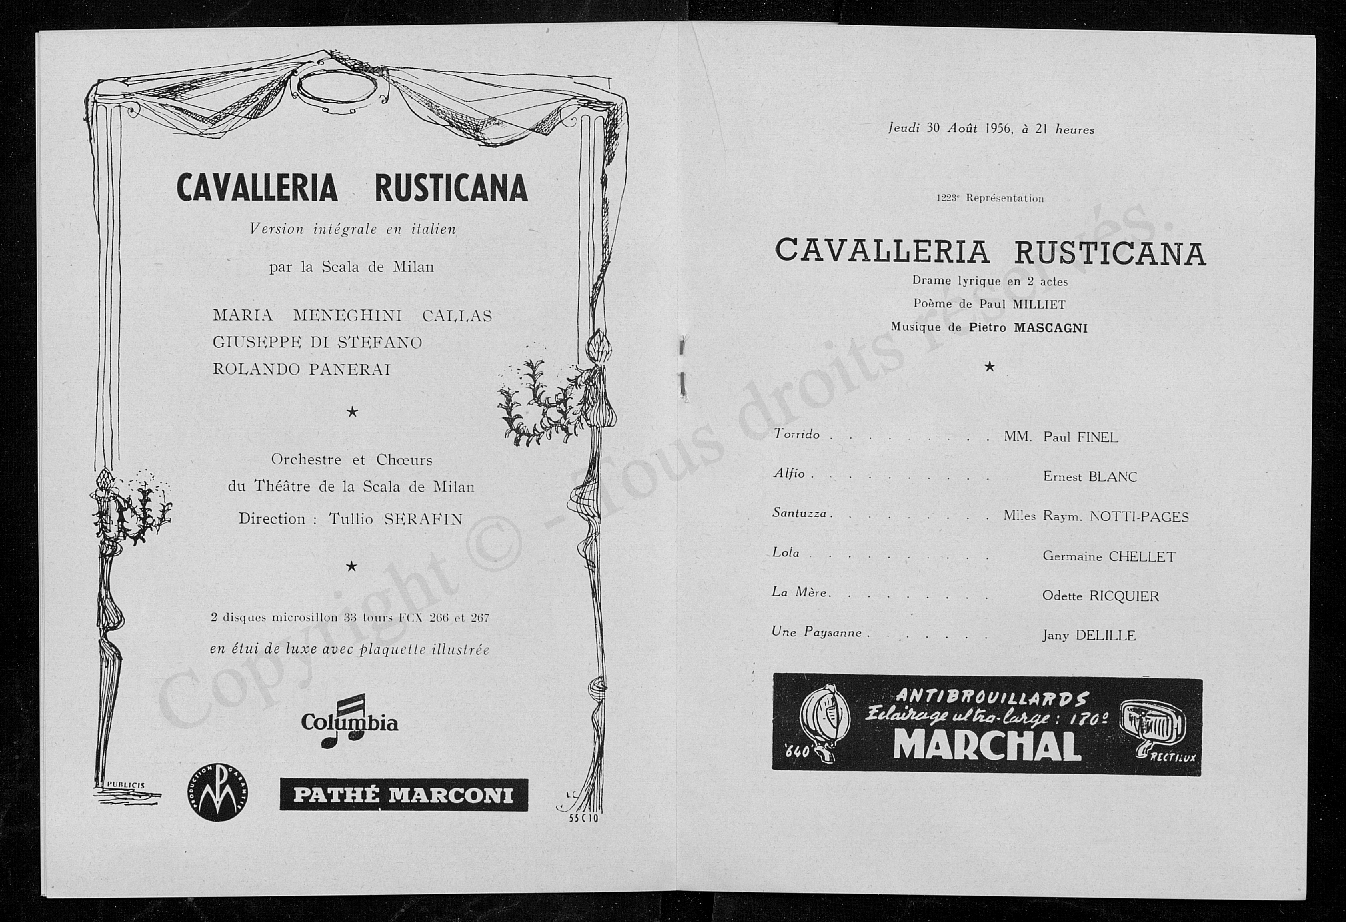 CAVALLERIA RUSTICANA
Version intégrale en italien
par la Scala de Milan
MARIA MENEGHINI CALLAS
GIUSEPPE DI STEFANO
ROLANDO PANERAI
★
Orchestre et Chœurs
du Théâtre de la Scala de Milan
Direction : Tullio SERAFIN
★
2 disques microsillon 33 tours FCX 266 et 267
en étui de luxe avec plaquette illustrée
Columbia
PUBLICIS
PRODUCTION GARANTIE
PM
PATHÉ MARCONI
L C
55 C 10
Jeudi 30 Août 1956, à 21 heures
1223e Représentation
CAVALLERIA RUSTICANA
Drame lyrique en 2 actes
Poème de Paul MILLIET
Musique de Pietro MASCAGNI
★
Torrido . . . . . . . . . MM. Paul FINEL
Alfio . . . . . . . . . . Ernest BLANC
Santuzza . . . . . . . . . Mlles Raym. NOTTI-PAGES
Lola . . . . . . . . . . Germaine CHELLET
La Mère . . . . . . . . . Odette RICQUIER
Une Paysanne . . . . . . Jany DELILLE
ANTIBROUILLARDS
Eclairage ultra-large : 170°
MARCHAL
"640"
RECTILUX
Copyright © - Tous droits réservés.